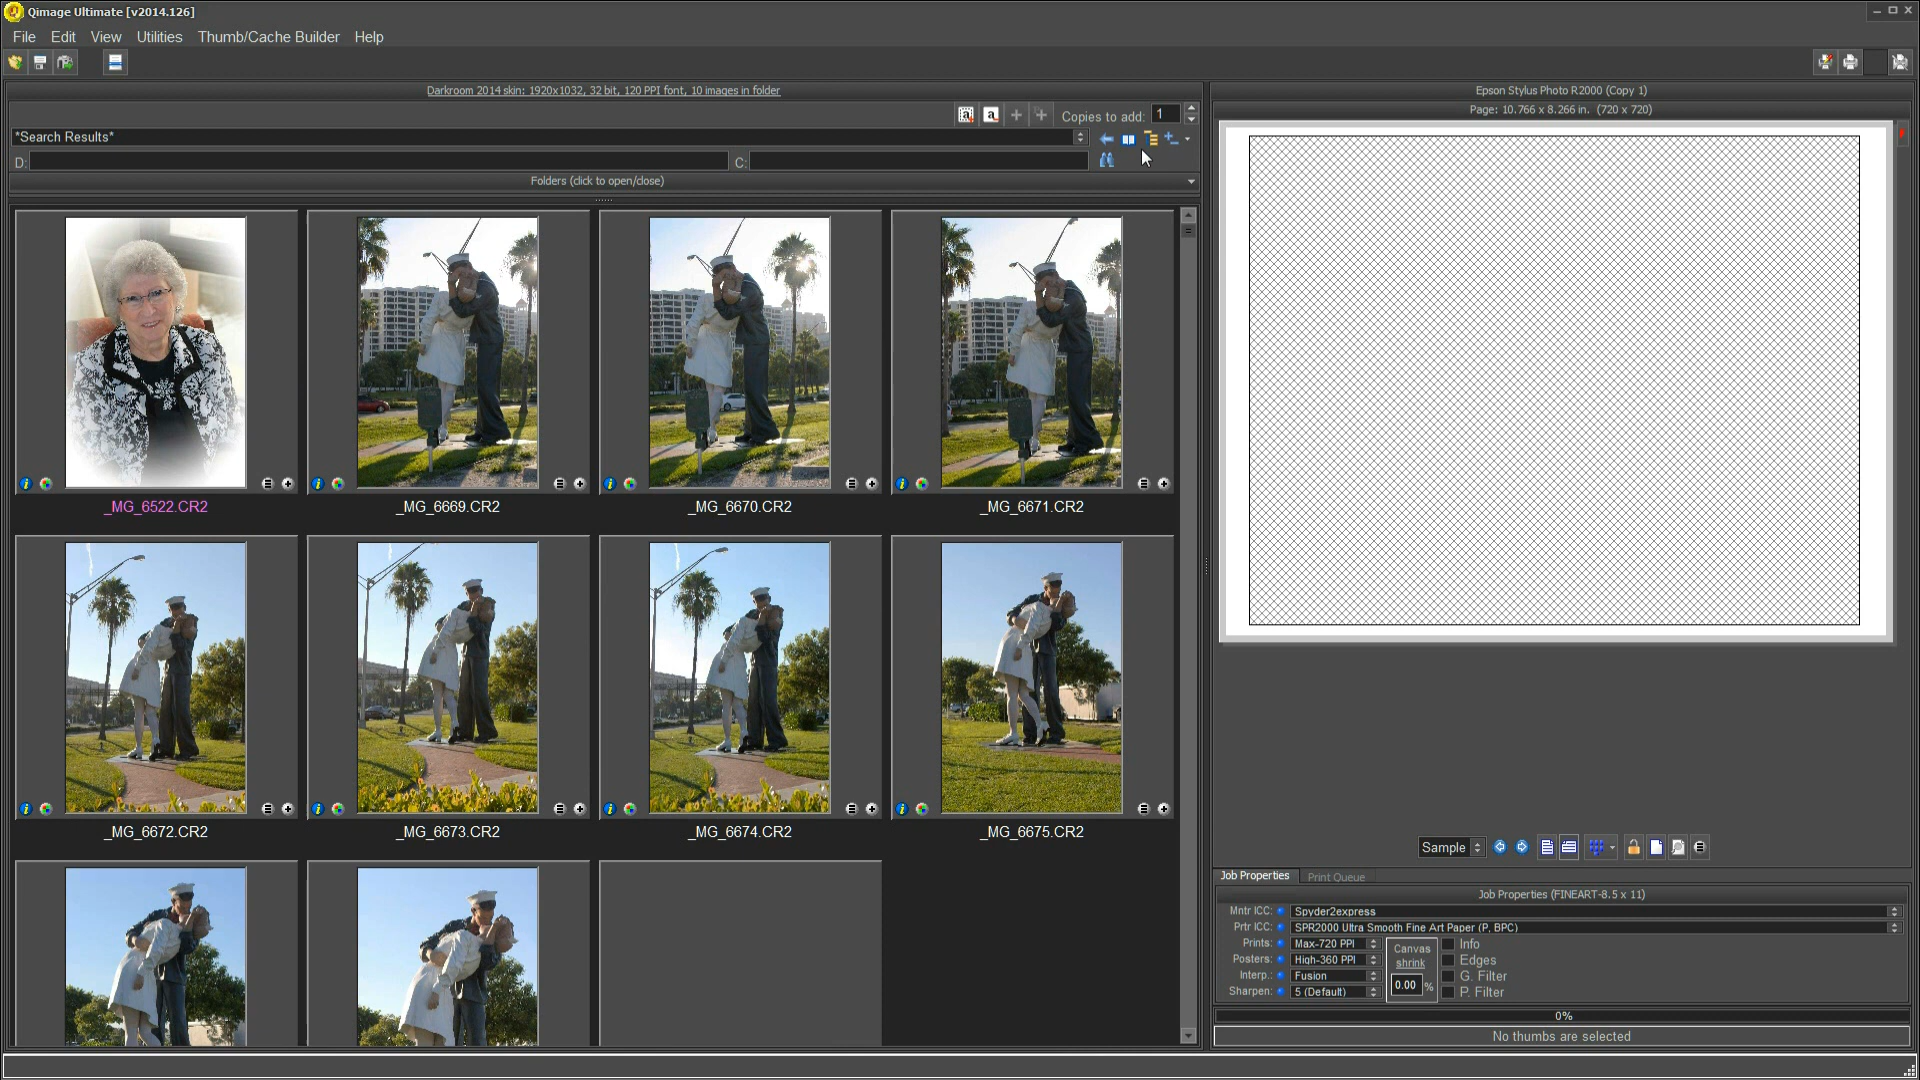 Qimage Ultimate [v2014.126]
File Edit View Utilities Thumb/Cache Builder Help
Darkroom 2014 skin: 1920x1032, 32 bit, 120 PPI font, 10 images in folder
Copies to add: 1
*Search Results*
D: C:
Folders (click to open/close)
_MG_6522.CR2 _MG_6669.CR2 _MG_6670.CR2 _MG_6671.CR2
_MG_6672.CR2 _MG_6673.CR2 _MG_6674.CR2 _MG_6675.CR2
Epson Stylus Photo R2000 (Copy 1)
Page: 10.766 x 8.266 in. (720 x 720)
Sample
Job Properties Print Queue
Job Properties (FINEART-8.5 x 11)
Mntr ICC: Spyder2express
Prtr ICC: SPR2000 Ultra Smooth Fine Art Paper (P, BPC)
Prints: Max-720 PPI
Posters: High-360 PPI
Interp.: Fusion
Sharpen: 5 (Default)
Canvas
shrink
0.00 %
Info
Edges
G. Filter
P. Filter
0%
No thumbs are selected